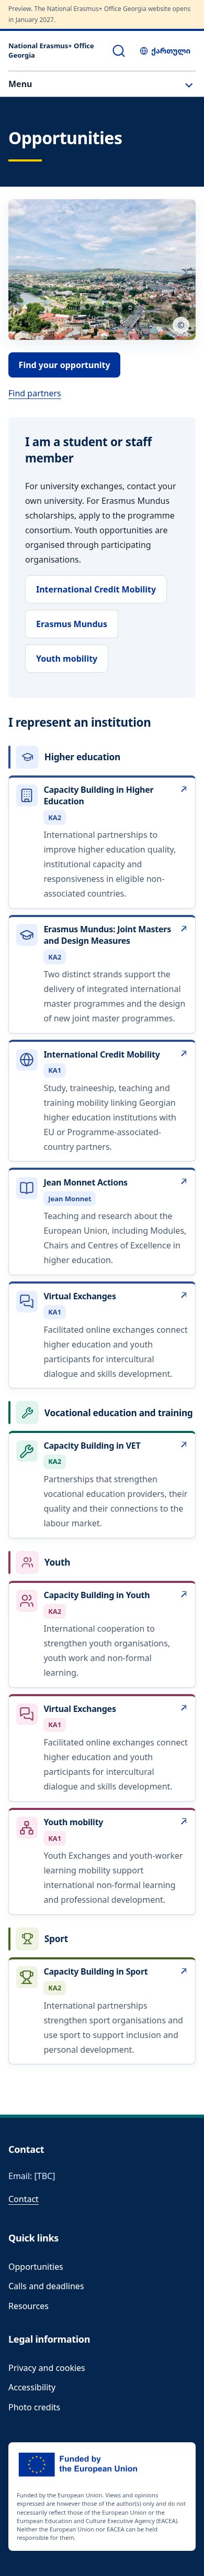 Preview. The National Erasmus+ Office Georgia website opens
in January 2027.
National Erasmus+ Office
Georgia
ქართული
Menu
Opportunities
©
Find your opportunity
Find partners
I am a student or staff
member
For university exchanges, contact your
own university. For Erasmus Mundus
scholarships, apply to the programme
consortium. Youth opportunities are
organised through participating
organisations.
International Credit Mobility
Erasmus Mundus
Youth mobility
I represent an institution
Higher education
Capacity Building in Higher
Education
KA2
International partnerships to
improve higher education quality,
institutional capacity and
responsiveness in eligible non-
associated countries.
Erasmus Mundus: Joint Masters
and Design Measures
KA2
Two distinct strands support the
delivery of integrated international
master programmes and the design
of new joint master programmes.
International Credit Mobility
KA1
Study, traineeship, teaching and
training mobility linking Georgian
higher education institutions with
EU or Programme-associated-
country partners.
Jean Monnet Actions
Jean Monnet
Teaching and research about the
European Union, including Modules,
Chairs and Centres of Excellence in
higher education.
Virtual Exchanges
KA1
Facilitated online exchanges connect
higher education and youth
participants for intercultural
dialogue and skills development.
Vocational education and training
Capacity Building in VET
KA2
Partnerships that strengthen
vocational education providers, their
quality and their connections to the
labour market.
Youth
Capacity Building in Youth
KA2
International cooperation to
strengthen youth organisations,
youth work and non-formal
learning.
Virtual Exchanges
KA1
Facilitated online exchanges connect
higher education and youth
participants for intercultural
dialogue and skills development.
Youth mobility
KA1
Youth Exchanges and youth-worker
learning mobility support
international non-formal learning
and professional development.
Sport
Capacity Building in Sport
KA2
International partnerships
strengthen sport organisations and
use sport to support inclusion and
personal development.
Contact
Email: [TBC]
Contact
Quick links
Opportunities
Calls and deadlines
Resources
Legal information
Privacy and cookies
Accessibility
Photo credits
Funded by
the European Union
Funded by the European Union. Views and opinions
expressed are however those of the author(s) only and do not
necessarily reflect those of the European Union or the
European Education and Culture Executive Agency (EACEA).
Neither the European Union nor EACEA can be held
responsible for them.